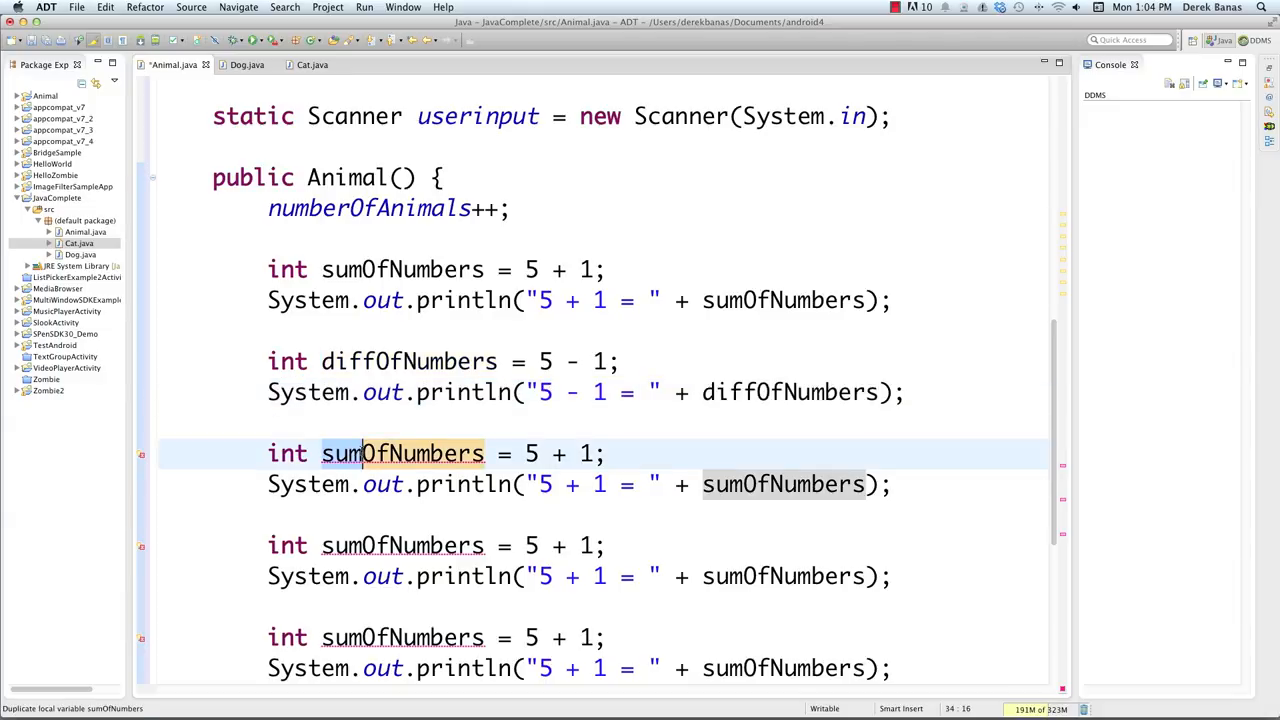 ADT File Edit Refactor Source Navigate Search Project Run Window Help 10 Mon 1:04 PM Derek Banas
Java – JavaComplete/src/Animal.java – ADT – /Users/derekbanas/Documents/android4
Quick Access Java DDMS
Package Exp *Animal.java Dog.java Cat.java Console
DDMS
Animal
appcompat_v7
appcompat_v7_2
appcompat_v7_3
appcompat_v7_4
BridgeSample
HelloWorld
HelloZombie
ImageFilterSampleApp
JavaComplete
src
(default package)
Animal.java
Cat.java
Dog.java
JRE System Library [Ja
ListPickerExample2Activi
MediaBrowser
MultiWindowSDKExample
MusicPlayerActivity
SlookActivity
SPenSDK30_Demo
TestAndroid
TextGroupActivity
VideoPlayerActivity
Zombie
Zombie2
static Scanner userinput = new Scanner(System.in);
public Animal() {
numberOfAnimals++;
int sumOfNumbers = 5 + 1;
System.out.println("5 + 1 = " + sumOfNumbers);
int diffOfNumbers = 5 - 1;
System.out.println("5 - 1 = " + diffOfNumbers);
int sumOfNumbers = 5 + 1;
System.out.println("5 + 1 = " + sumOfNumbers);
int sumOfNumbers = 5 + 1;
System.out.println("5 + 1 = " + sumOfNumbers);
int sumOfNumbers = 5 + 1;
System.out.println("5 + 1 = " + sumOfNumbers);
Duplicate local variable sumOfNumbers Writable Smart Insert 34 : 16 191M of 323M